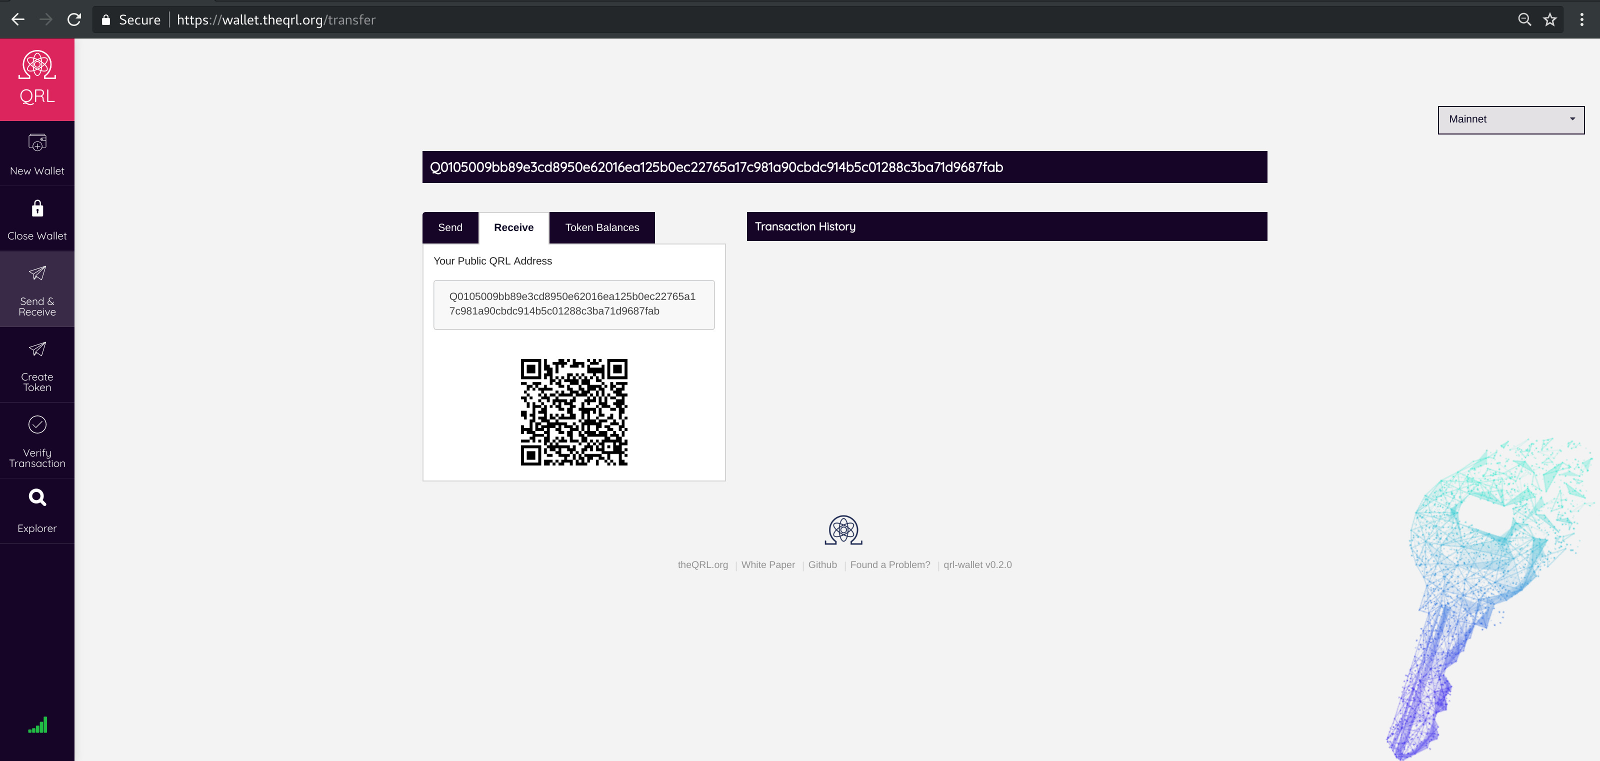 Secure
https://wallet.theqrl.org/transfer
QRL
New Wallet
Close Wallet
Send &
Receive
Create
Token
Verify
Transaction
Explorer
Mainnet
Q0105009bb89e3cd8950e62016ea125b0ec22765a17c981a90cbdc914b5c01288c3ba71d9687fab
Send
Receive
Token Balances
Your Public QRL Address
Q0105009bb89e3cd8950e62016ea125b0ec22765a1
7c981a90cbdc914b5c01288c3ba71d9687fab
Transaction History
theQRL.org | White Paper | Github | Found a Problem? | qrl-wallet v0.2.0